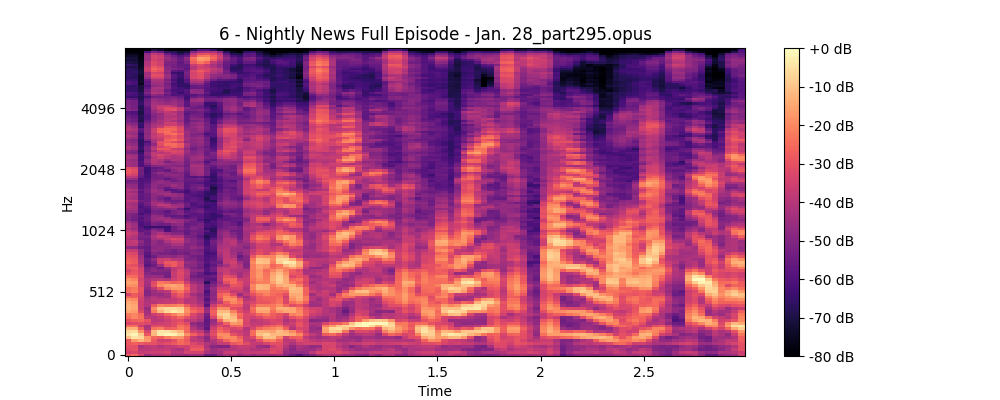 6 - Nightly News Full Episode - Jan. 28_part295.opus
+0 dB
-10 dB
-20 dB
-30 dB
-40 dB
-50 dB
-60 dB
-70 dB
-80 dB
Hz
4096
2048
1024
512
0
0 0.5 1 1.5 2 2.5
Time